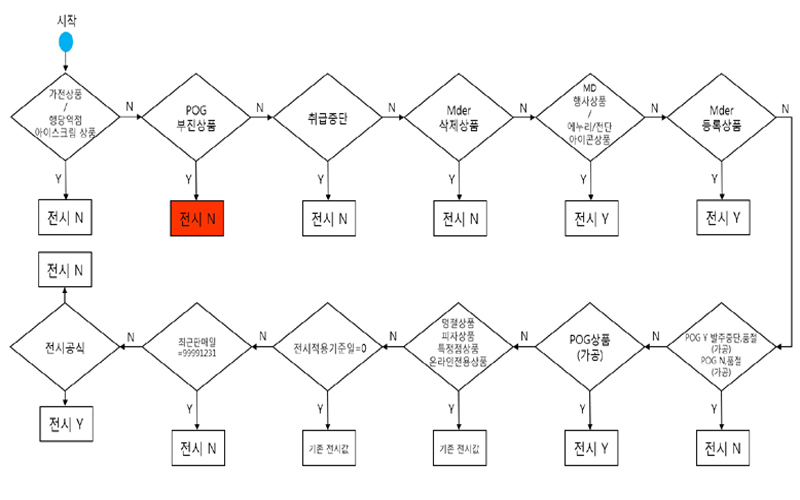 시작
가전상품
/
행당역점
아이스크림 상품
N
POG
부진상품
N
취급중단
N
Mder
삭제상품
N
MD
행사상품
/
에누리/전단
아이콘상품
N
Mder
등록상품
N
Y
Y
Y
Y
Y
Y
전시 N
전시 N
전시 N
전시 N
전시 Y
전시 Y
전시 N
전시공식
N
최근판매일
=99991231
N
전시적용기준일=0
N
명절상품
피자상품
특정점상품
온라인전용상품
N
POG상품
(가공)
N
POG Y 발주중단,품절
(가공)
POG N,품절
(가공)
Y
Y
Y
Y
Y
Y
전시 Y
전시 N
기존 전시값
기존 전시값
전시 Y
전시 N